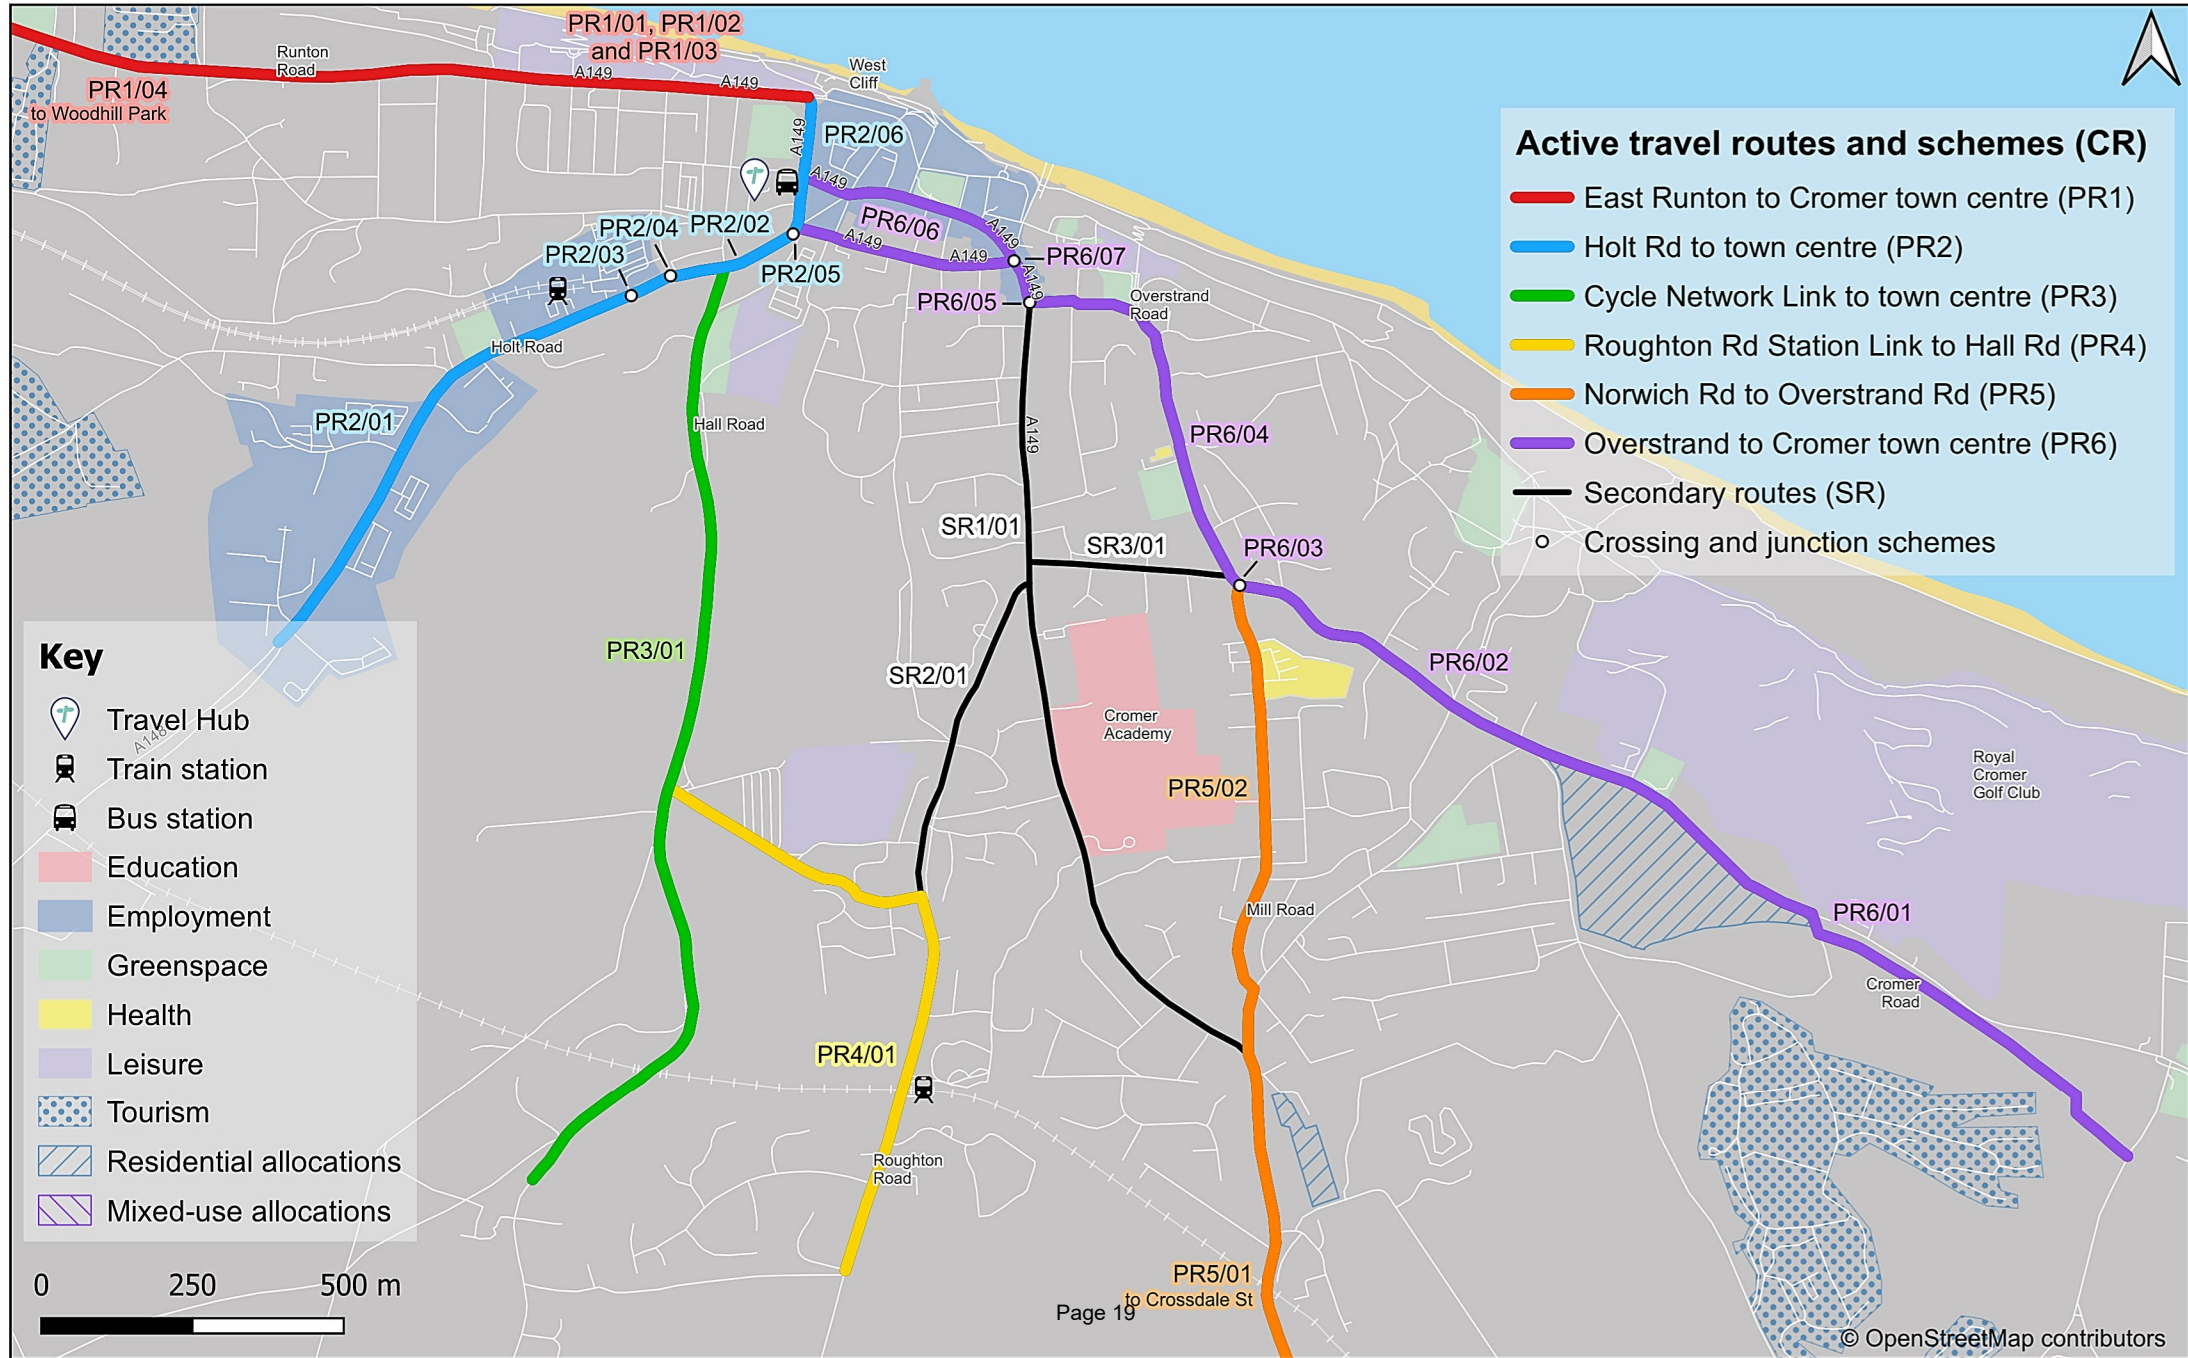 PR1/01, PR1/02
and PR1/03
Runton
Road
A149
A149
West
Cliff
PR1/04
to Woodhill Park
A149
PR2/06
A149
PR2/04
PR2/02
PR6/06
A149
A149
A149
PR2/03
PR2/05
PR6/07
A149
PR6/05
Overstrand
Road
Holt Road
PR2/01
Hall Road
A149
PR6/04
SR1/01
SR3/01
PR6/03
PR3/01
SR2/01
PR6/02
Cromer
Academy
PR5/02
Royal
Cromer
Golf Club
Mill Road
PR6/01
Cromer
Road
PR4/01
Roughton
Road
PR5/01
to Crossdale St
Page 19
Active travel routes and schemes (CR)
East Runton to Cromer town centre (PR1)
Holt Rd to town centre (PR2)
Cycle Network Link to town centre (PR3)
Roughton Rd Station Link to Hall Rd (PR4)
Norwich Rd to Overstrand Rd (PR5)
Overstrand to Cromer town centre (PR6)
Secondary routes (SR)
Crossing and junction schemes
Key
Travel Hub
A148
Train station
Bus station
Education
Employment
Greenspace
Health
Leisure
Tourism
Residential allocations
Mixed-use allocations
0 250 500 m
© OpenStreetMap contributors